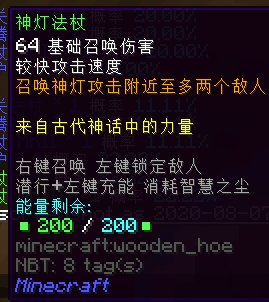 神灯法杖
64 基础召唤伤害
较快攻击速度
召唤神灯攻击附近至多两个敌人
来自古代神话中的力量
右键召唤 左键锁定敌人
潜行+左键充能 消耗智慧之尘
能量剩余:
▪ 200 / 200 ▪
minecraft:wooden_hoe
NBT: 8 tag(s)
Minecraft